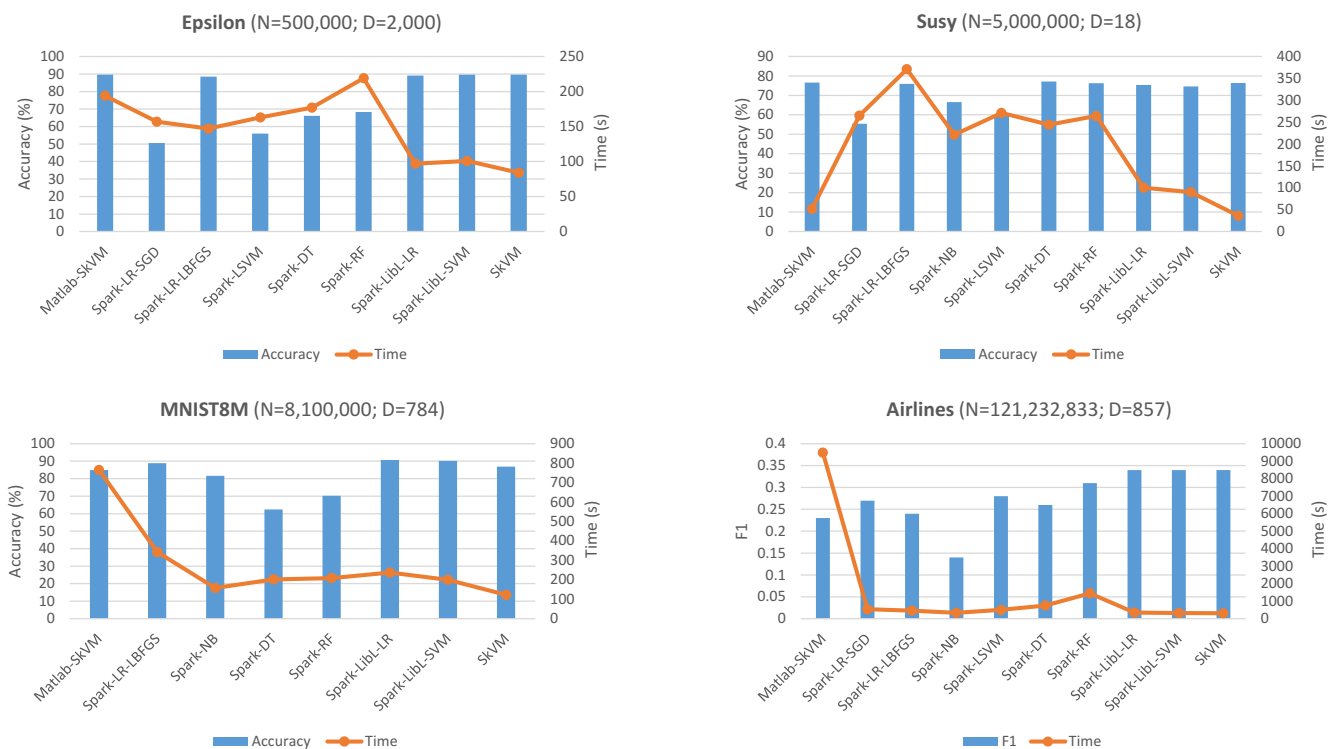 Epsilon (N=500,000; D=2,000)
Accuracy (%)
100
90
80
70
60
50
40
30
20
10
0
250
200
150
100
50
0
Time (s)
Matlab-SkVM
Spark-LR-SGD
Spark-LR-LBFGS
Spark-LSVM
Spark-DT
Spark-RF
Spark-LibL-LR
Spark-LibL-SVM
SkVM
Accuracy Time
Susy (N=5,000,000; D=18)
Accuracy (%)
90
80
70
60
50
40
30
20
10
0
400
350
300
250
200
150
100
50
0
Time (s)
Matlab-SkVM
Spark-LR-SGD
Spark-LR-LBFGS
Spark-NB
Spark-LSVM
Spark-DT
Spark-RF
Spark-LibL-LR
Spark-LibL-SVM
SkVM
Accuracy Time
MNIST8M (N=8,100,000; D=784)
Accuracy (%)
100
90
80
70
60
50
40
30
20
10
0
900
800
700
600
500
400
300
200
100
0
Time (s)
Matlab-SkVM
Spark-LR-LBFGS
Spark-NB
Spark-DT
Spark-RF
Spark-LibL-LR
Spark-LibL-SVM
SkVM
Accuracy Time
Airlines (N=121,232,833; D=857)
F1
0.4
0.35
0.3
0.25
0.2
0.15
0.1
0.05
0
10000
9000
8000
7000
6000
5000
4000
3000
2000
1000
0
Time (s)
Matlab-SkVM
Spark-LR-SGD
Spark-LR-LBFGS
Spark-NB
Spark-LSVM
Spark-DT
Spark-RF
Spark-LibL-LR
Spark-LibL-SVM
SkVM
F1 Time